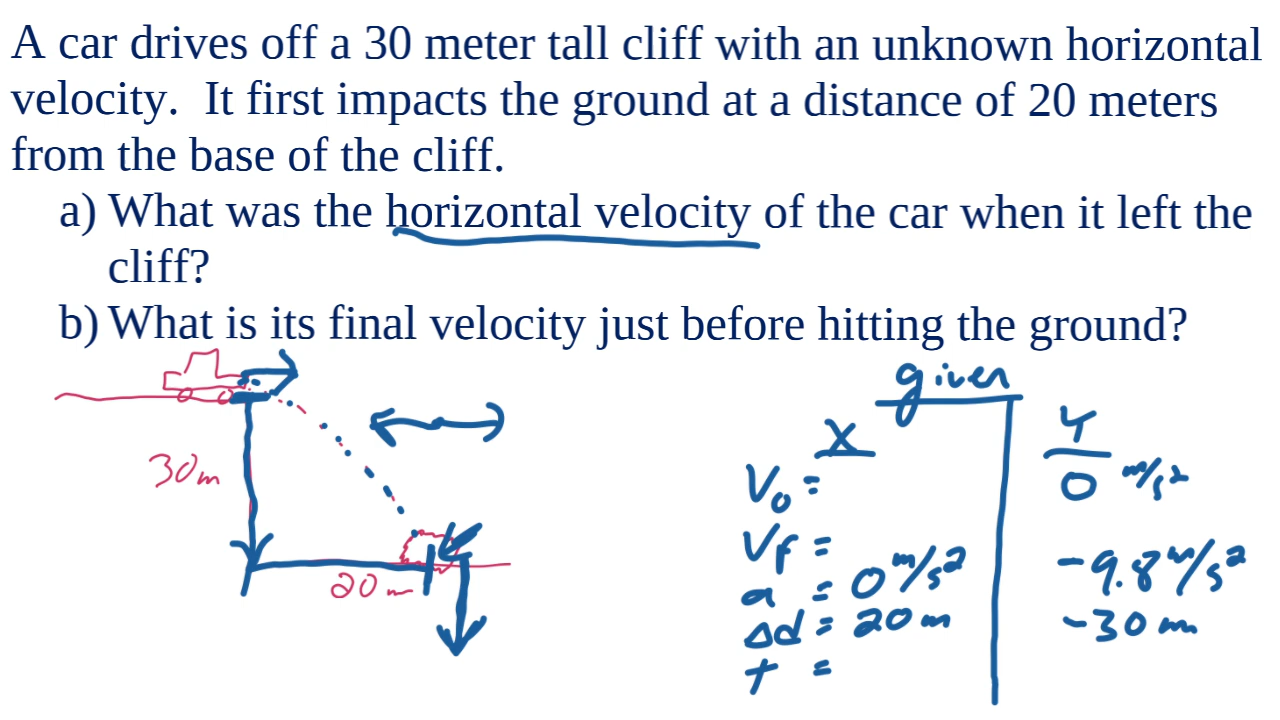 A car drives off a 30 meter tall cliff with an unknown horizontal
velocity.  It first impacts the ground at a distance of 20 meters
from the base of the cliff.
a) What was the horizontal velocity of the car when it left the
cliff?
b) What is its final velocity just before hitting the ground?
given
X Y
V₀ = 0 m/s²
Vf =
a = 0 m/s² -9.8 m/s²
Δd = 20 m -30 m
t =
30 m
20 m